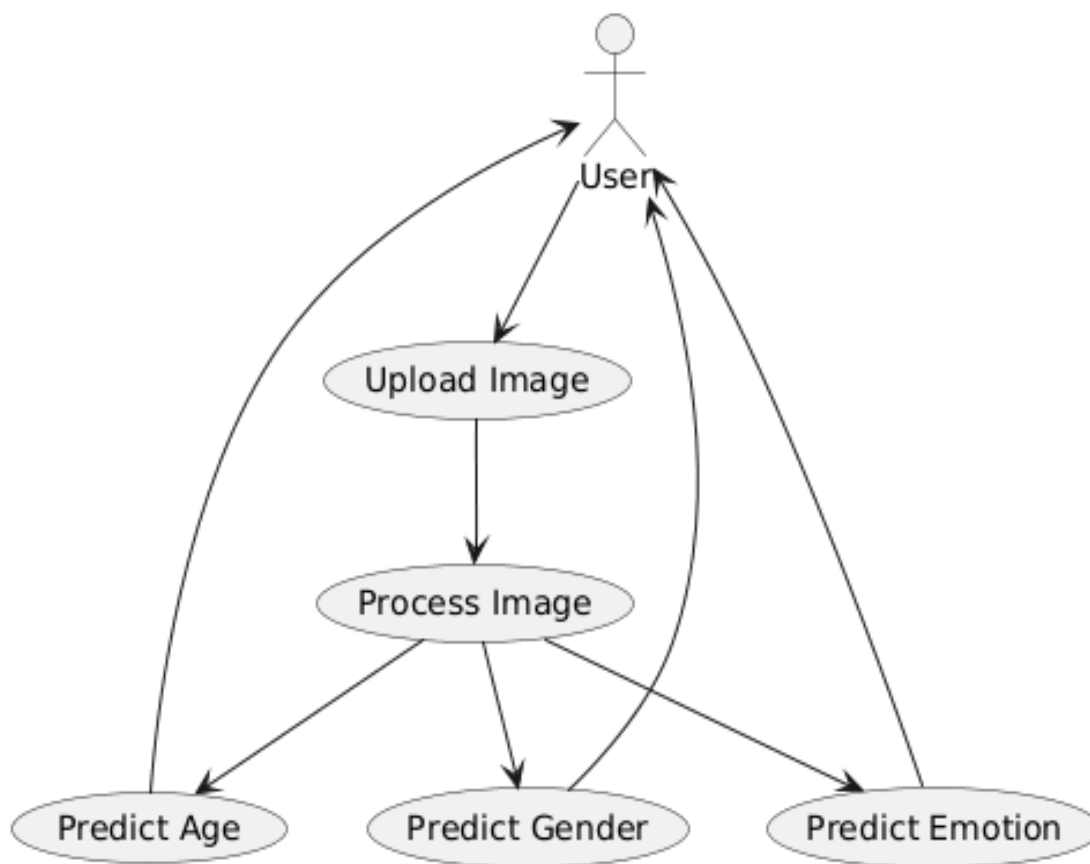 User
Upload Image
Process Image
Predict Age
Predict Gender
Predict Emotion